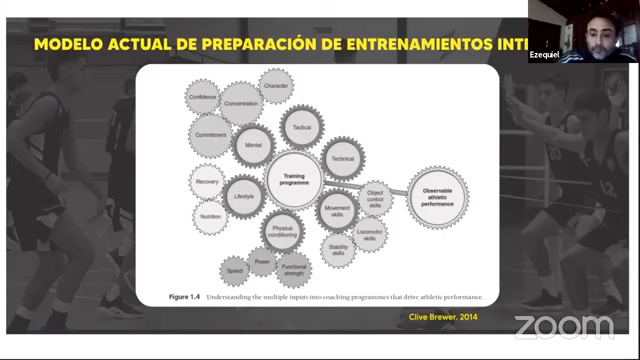 MODELO ACTUAL DE PREPARACIÓN DE ENTRENAMIENTOS
Ezequiel
Character
Confidence
Concentration
Commitment
Mental
Tactical
Technical
Recovery
Lifestyle
Nutrition
Training
programme
Movement
skills
Object
control
skills
Observable
athletic
performance
Physical
conditioning
Stability
skills
Locomotor
skills
Speed
Power
Functional
strength
Figure 1.4 Understanding the multiple inputs into coaching programmes that drive athletic performance.
Clive Brewer. 2014
zoom